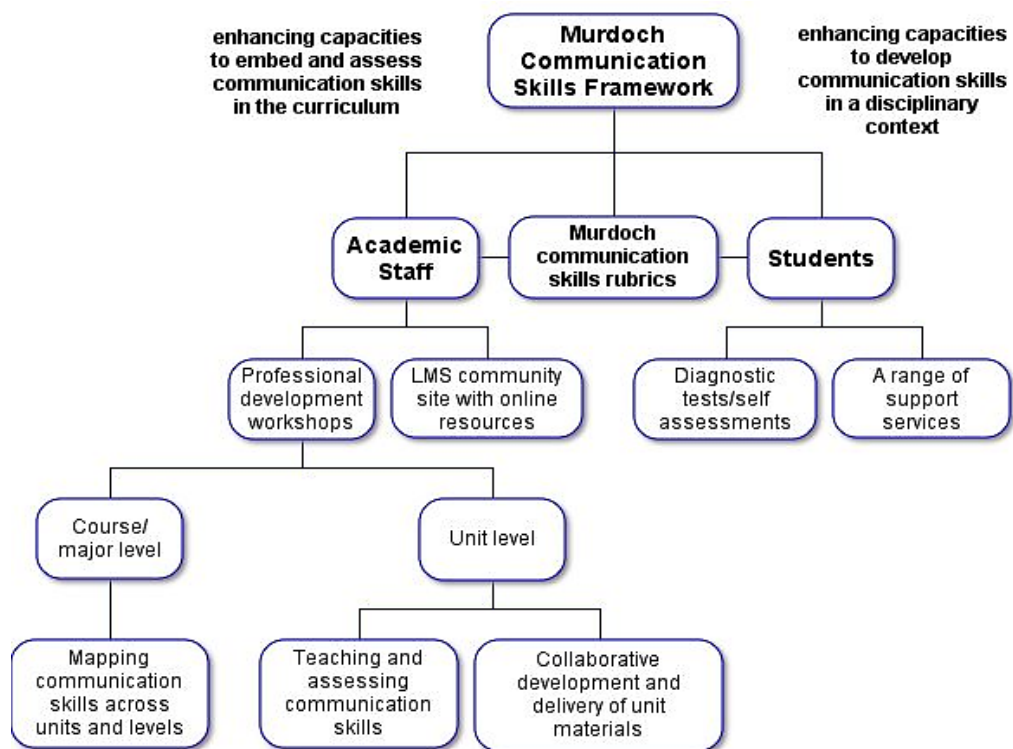 enhancing capacities
to embed and assess
communication skills
in the curriculum
Murdoch
Communication
Skills Framework
enhancing capacities
to develop
communication skills
in a disciplinary
context
Academic
Staff
Murdoch
communication
skills rubrics
Students
Professional
development
workshops
LMS community
site with online
resources
Diagnostic
tests/self
assessments
A range of
support
services
Course/
major level
Unit level
Mapping
communication
skills across
units and levels
Teaching and
assessing
communication
skills
Collaborative
development and
delivery of unit
materials